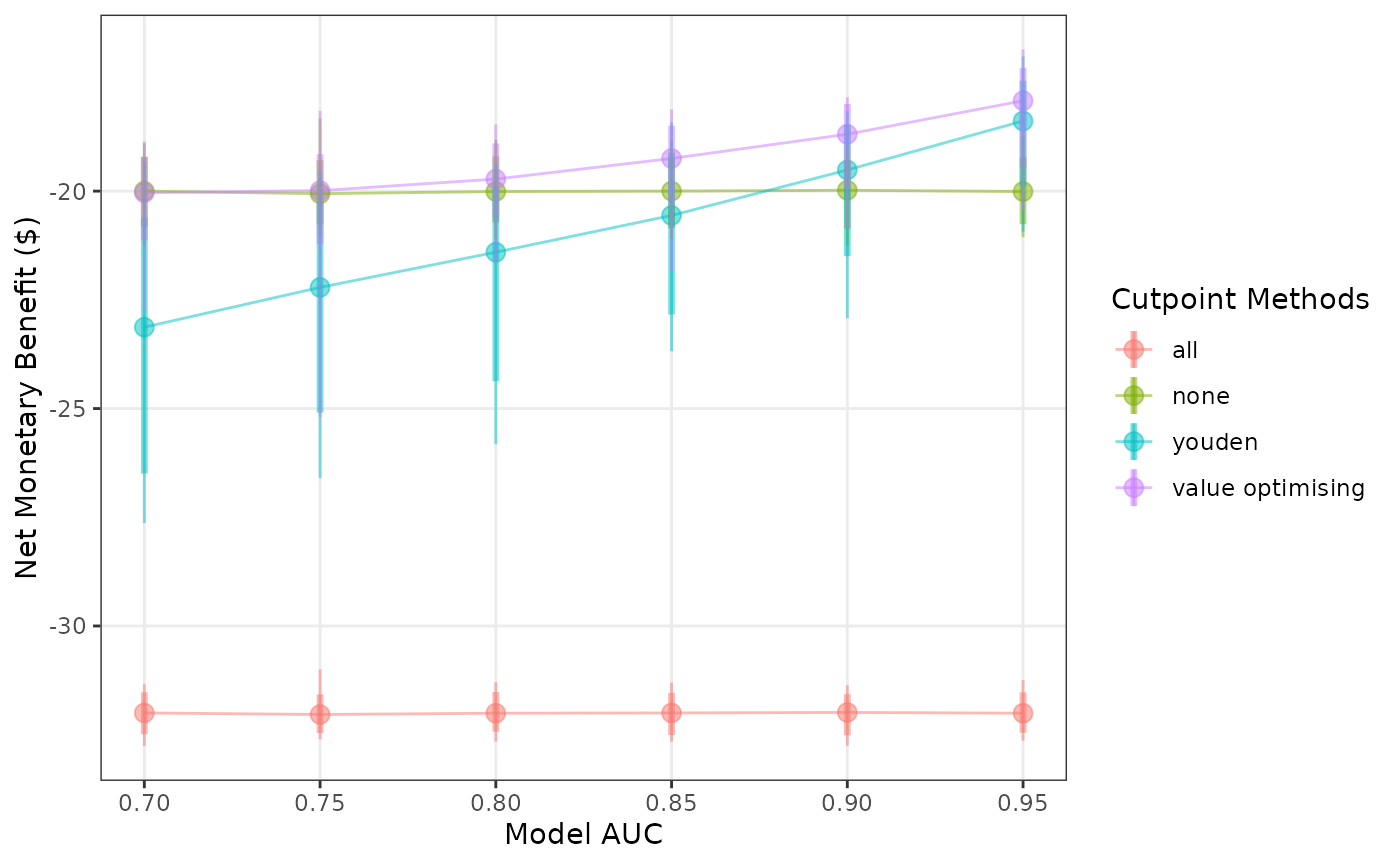 Net Monetary Benefit ($)
-20
-25
-30
0.70 0.75 0.80 0.85 0.90 0.95
Model AUC
Cutpoint Methods
all
none
youden
value optimising